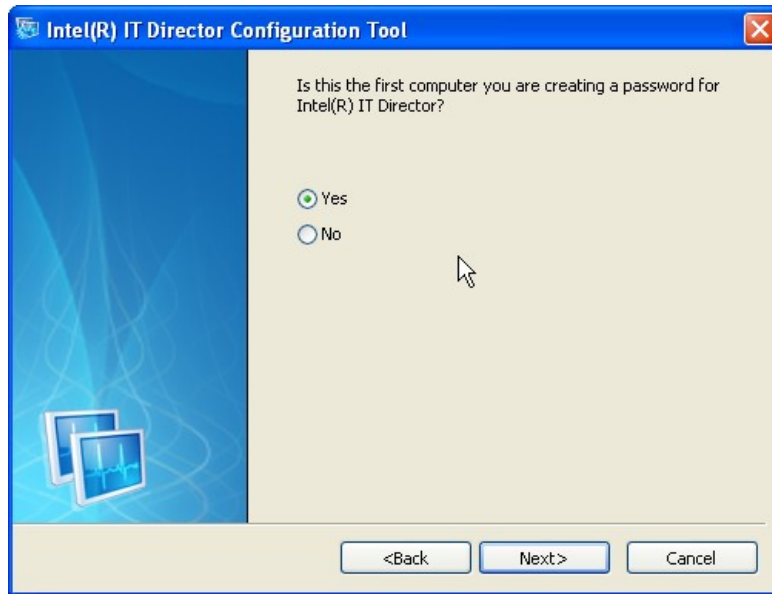 Intel(R) IT Director Configuration Tool
Is this the first computer you are creating a password for
Intel(R) IT Director?
Yes
No
<Back
Next>
Cancel